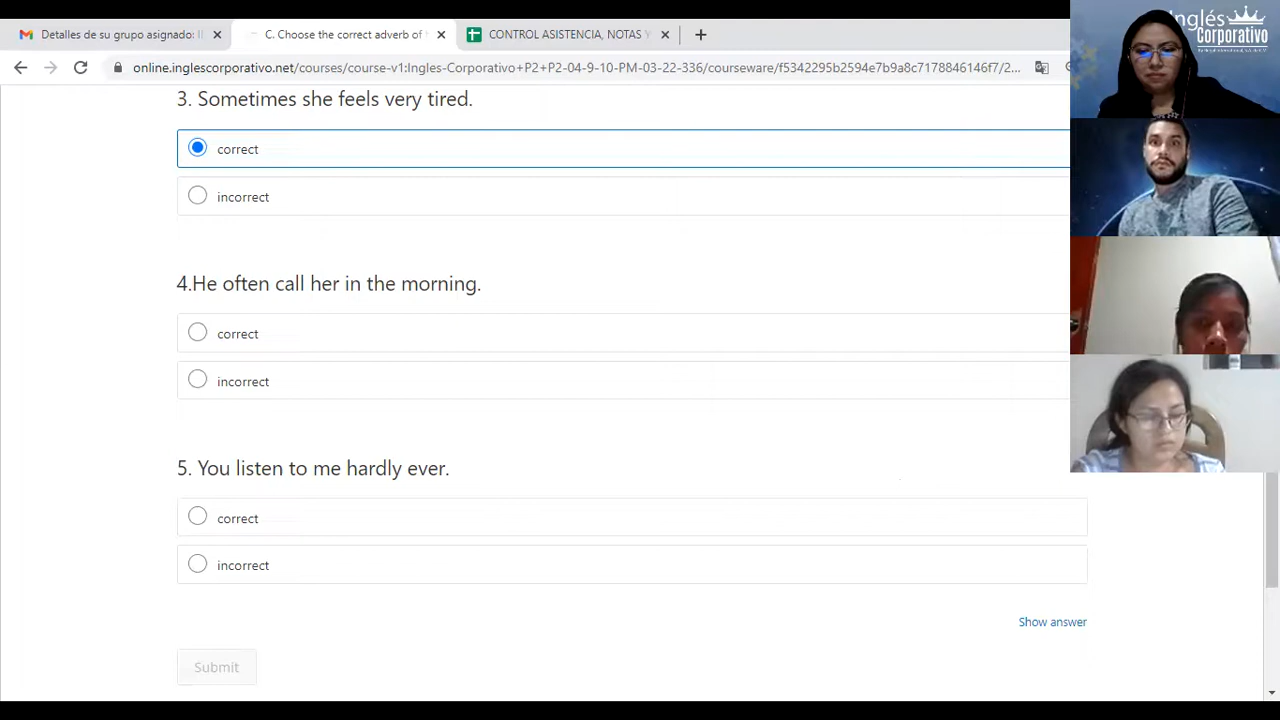 Detalles de su grupo asignado:
C. Choose the correct adverb of
CONTROL ASISTENCIA, NOTAS
online.inglescorporativo.net/courses/course-v1:Ingles-Corporativo+P2+P2-04-9-10-PM-03-22-336/courseware/f5342295b2594e7b9a8c7178846146f7/2...
Inglés
Corporativo
3. Sometimes she feels very tired.
correct
incorrect
4.He often call her in the morning.
correct
incorrect
5. You listen to me hardly ever.
correct
incorrect
Show answer
Submit